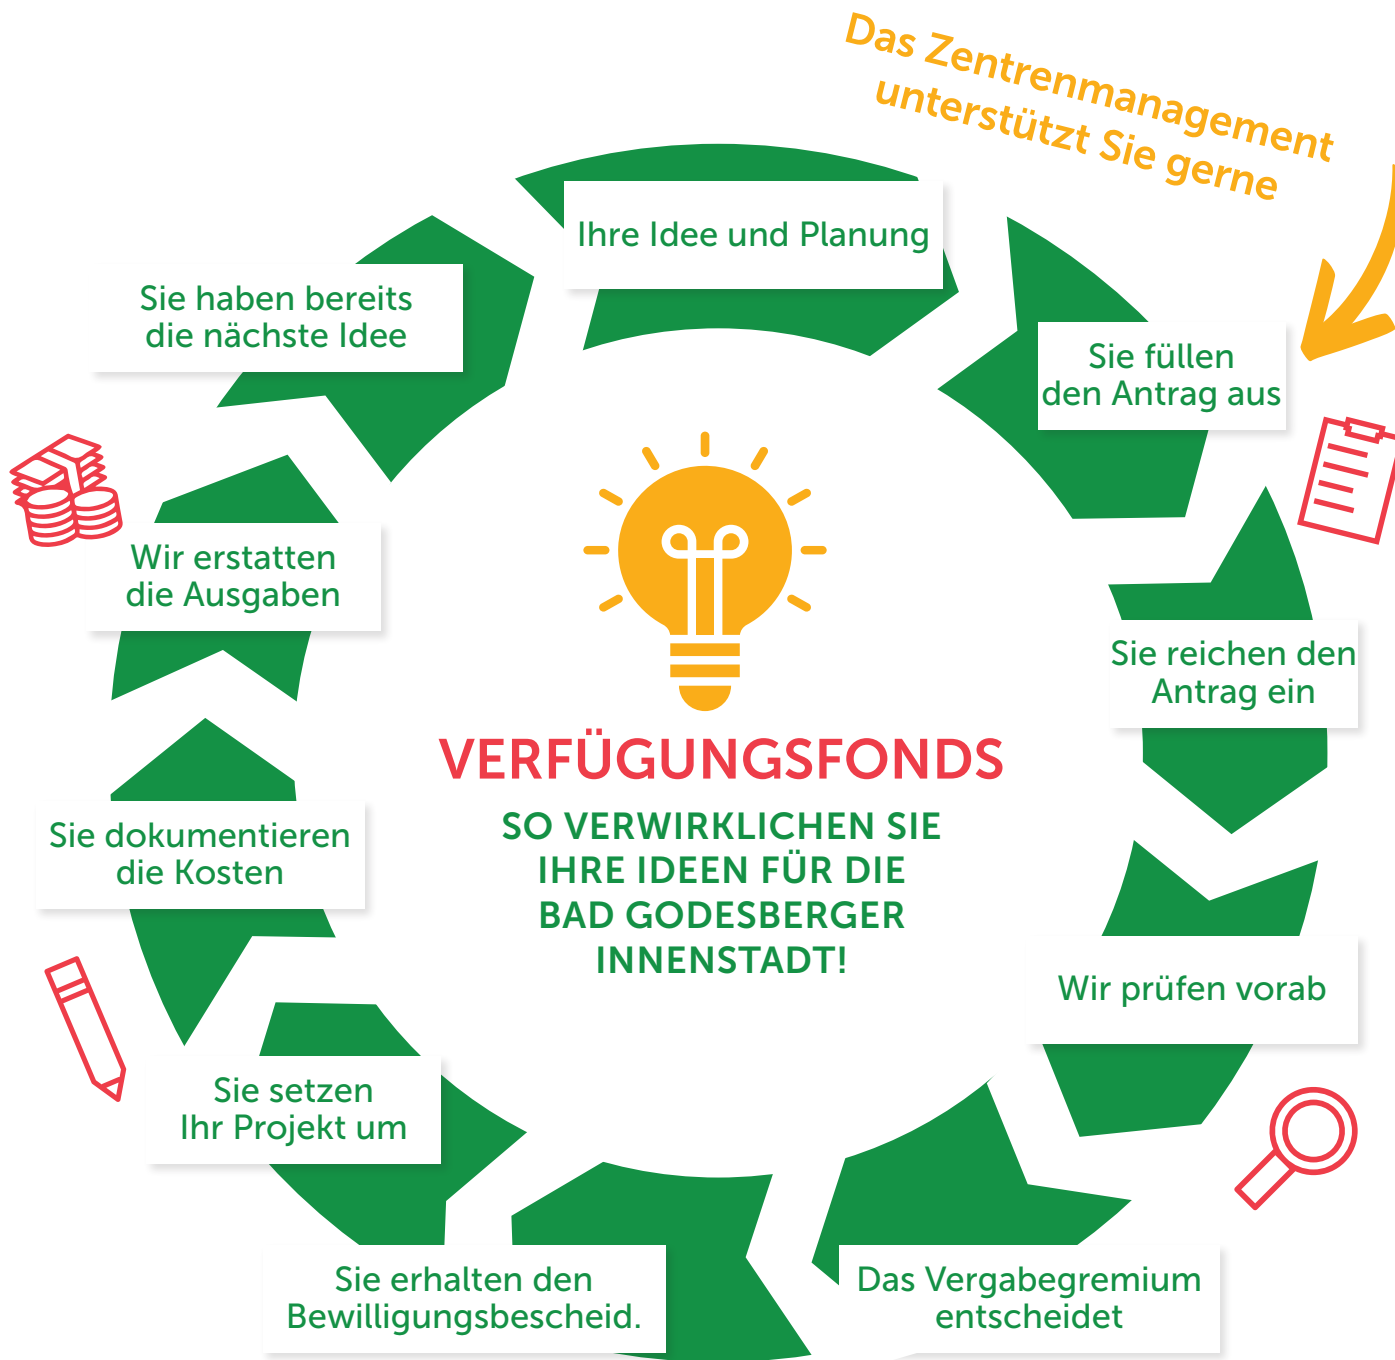 Das Zentrenmanagement
unterstützt Sie gerne
Ihre Idee und Planung
Sie füllen
den Antrag aus
Sie reichen den
Antrag ein
Wir prüfen vorab
Das Vergabegremium
entscheidet
Sie erhalten den
Bewilligungsbescheid.
Sie setzen
Ihr Projekt um
Sie dokumentieren
die Kosten
Wir erstatten
die Ausgaben
Sie haben bereits
die nächste Idee
VERFÜGUNGSFONDS
SO VERWIRKLICHEN SIE
IHRE IDEEN FÜR DIE
BAD GODESBERGER
INNENSTADT!